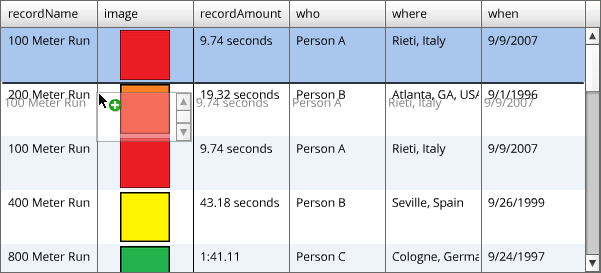 recordName image recordAmount who where when
100 Meter Run 9.74 seconds Person A Rieti, Italy 9/9/2007
200 Meter Run 19.32 seconds Person B Atlanta, GA, USA 9/1/1996
100 Meter Run 9.74 seconds Person A Rieti, Italy 9/9/2007
100 Meter Run 9.74 seconds Person A Rieti, Italy 9/9/2007
400 Meter Run 43.18 seconds Person B Seville, Spain 9/26/1999
800 Meter Run 1:41.11 Person C Cologne, Germa 9/24/1997